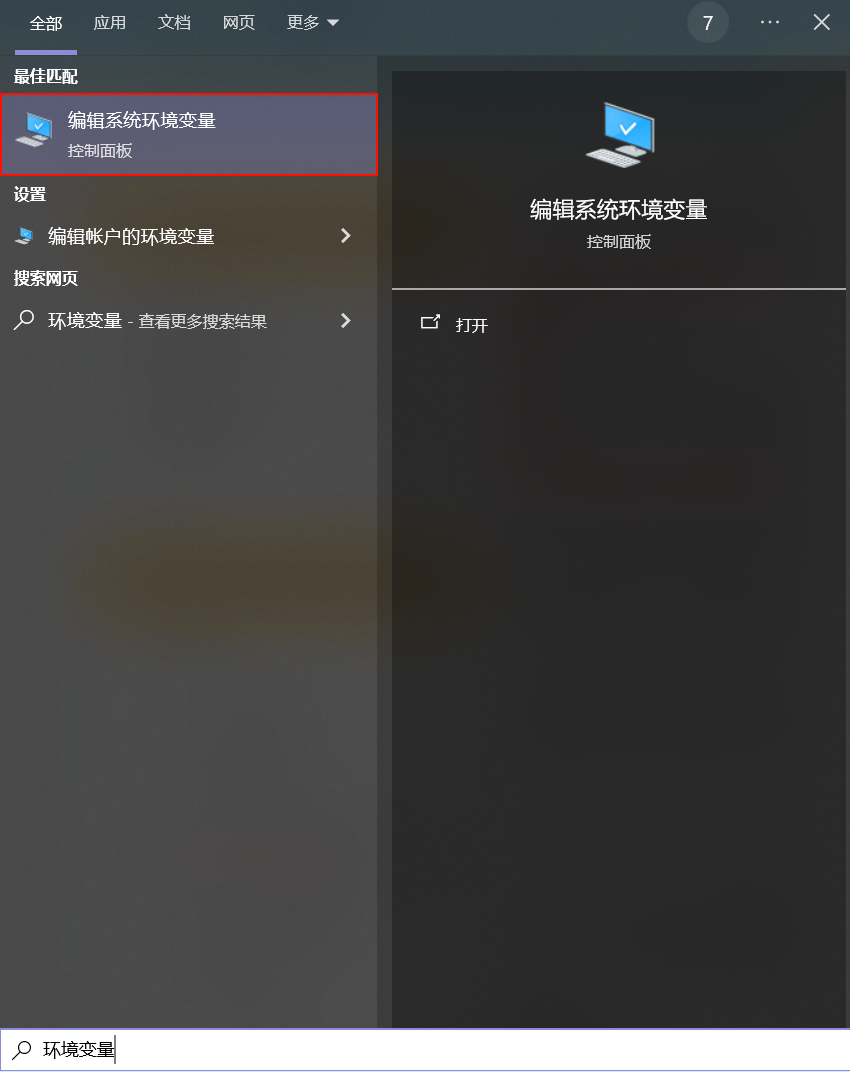 全部 应用 文档 网页 更多 7 ...
最佳匹配
编辑系统环境变量
控制面板
设置
编辑帐户的环境变量
搜索网页
环境变量 - 查看更多搜索结果
编辑系统环境变量
控制面板
打开
环境变量